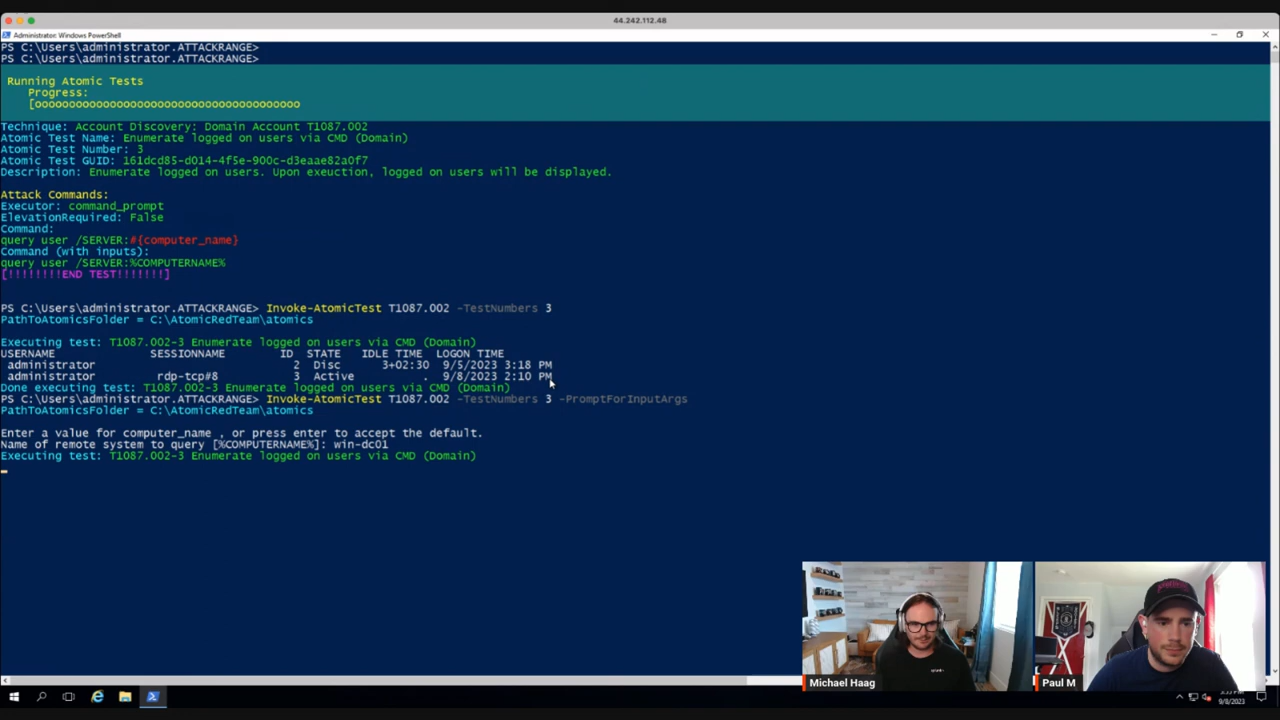 44.242.112.48
Administrator: Windows PowerShell
PS C:\Users\administrator.ATTACKRANGE>
PS C:\Users\administrator.ATTACKRANGE>
Running Atomic Tests
Progress:
[oooooooooooooooooooooooooooooooooooooooo
Technique: Account Discovery: Domain Account T1087.002
Atomic Test Name: Enumerate logged on users via CMD (Domain)
Atomic Test Number: 3
Atomic Test GUID: 161dcd85-d014-4f5e-900c-d3eaae82a0f7
Description: Enumerate logged on users. Upon exeuction, logged on users will be displayed.
Attack Commands:
Executor: command_prompt
ElevationRequired: False
Command:
query user /SERVER:#{computer_name}
Command (with inputs):
query user /SERVER:%COMPUTERNAME%
[!!!!!!!!END TEST!!!!!!!]
PS C:\Users\administrator.ATTACKRANGE> Invoke-AtomicTest T1087.002 -TestNumbers 3
PathToAtomicsFolder = C:\AtomicRedTeam\atomics
Executing test: T1087.002-3 Enumerate logged on users via CMD (Domain)
USERNAME SESSIONNAME ID STATE IDLE TIME LOGON TIME
administrator 2 Disc 3+02:30 9/5/2023 3:18 PM
administrator rdp-tcp#8 3 Active . 9/8/2023 2:10 PM
Done executing test: T1087.002-3 Enumerate logged on users via CMD (Domain)
PS C:\Users\administrator.ATTACKRANGE> Invoke-AtomicTest T1087.002 -TestNumbers 3 -PromptForInputArgs
PathToAtomicsFolder = C:\AtomicRedTeam\atomics
Enter a value for computer_name , or press enter to accept the default.
Name of remote system to query [%COMPUTERNAME%]: win-dc01
Executing test: T1087.002-3 Enumerate logged on users via CMD (Domain)
Michael Haag
Paul M
9/8/2023